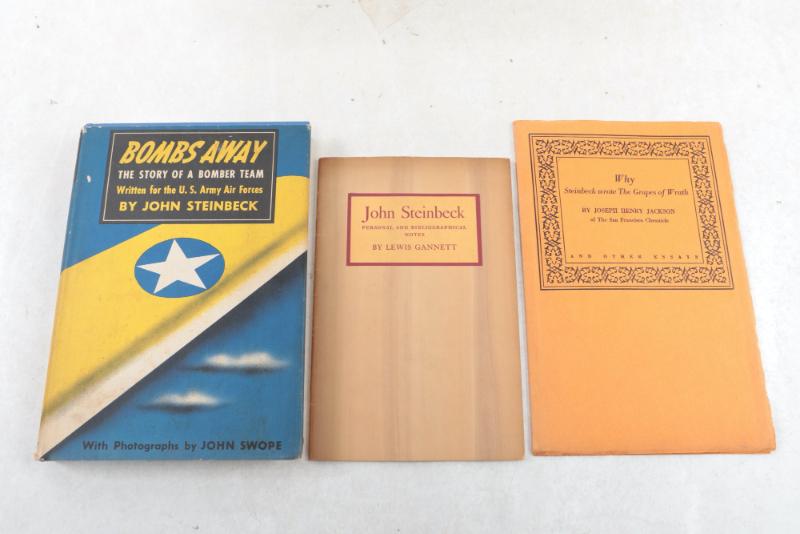 BOMBS AWAY
THE STORY OF A BOMBER TEAM
Written for the U. S. Army Air Forces
BY JOHN STEINBECK
With Photographs by JOHN SWOPE
John Steinbeck
PERSONAL AND BIBLIOGRAPHICAL
NOTES
BY LEWIS GANNETT
Why
Steinbeck wrote The Grapes of Wrath
BY JOSEPH HENRY JACKSON
of The San Francisco Chronicle
AND OTHER ESSAYS